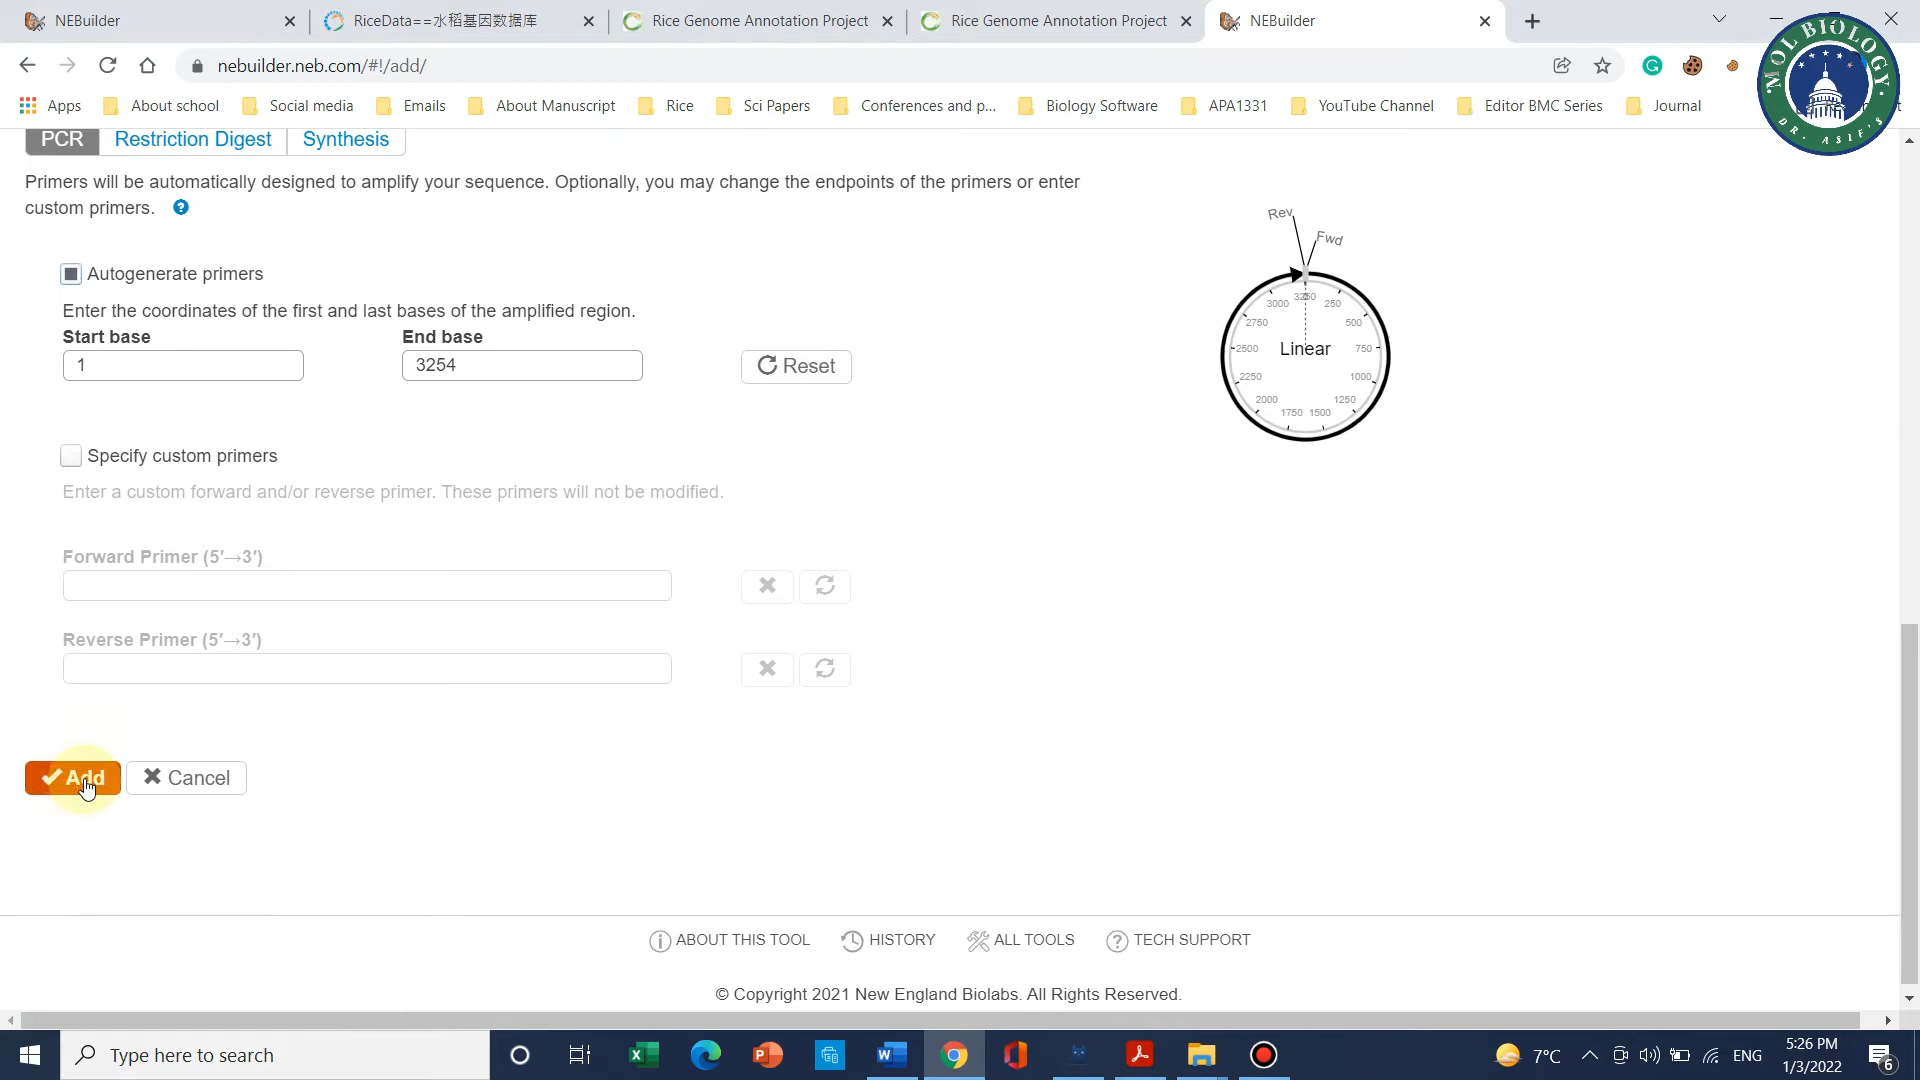 NEBuilder
RiceData==水稻基因数据库
Rice Genome Annotation Project
Rice Genome Annotation Project
NEBuilder
nebuilder.neb.com/#!/add/
Apps
About school
Social media
Emails
About Manuscript
Rice
Sci Papers
Conferences and p...
Biology Software
APA1331
YouTube Channel
Editor BMC Series
Journal
MOL BIOLOGY
DR. ASIF'S
PCR
Restriction Digest
Synthesis
Primers will be automatically designed to amplify your sequence. Optionally, you may change the endpoints of the primers or enter
custom primers.
Rev
Fwd
Autogenerate primers
Enter the coordinates of the first and last bases of the amplified region.
Start base
End base
1
3254
Reset
Linear
250
500
750
1000
1250
1500
1750
2000
2250
2500
2750
3000
Specify custom primers
Enter a custom forward and/or reverse primer. These primers will not be modified.
Forward Primer (5'→3')
Reverse Primer (5'→3')
Add
Cancel
ABOUT THIS TOOL
HISTORY
ALL TOOLS
TECH SUPPORT
© Copyright 2021 New England Biolabs. All Rights Reserved.
Type here to search
7°C
ENG
5:26 PM
1/3/2022
6